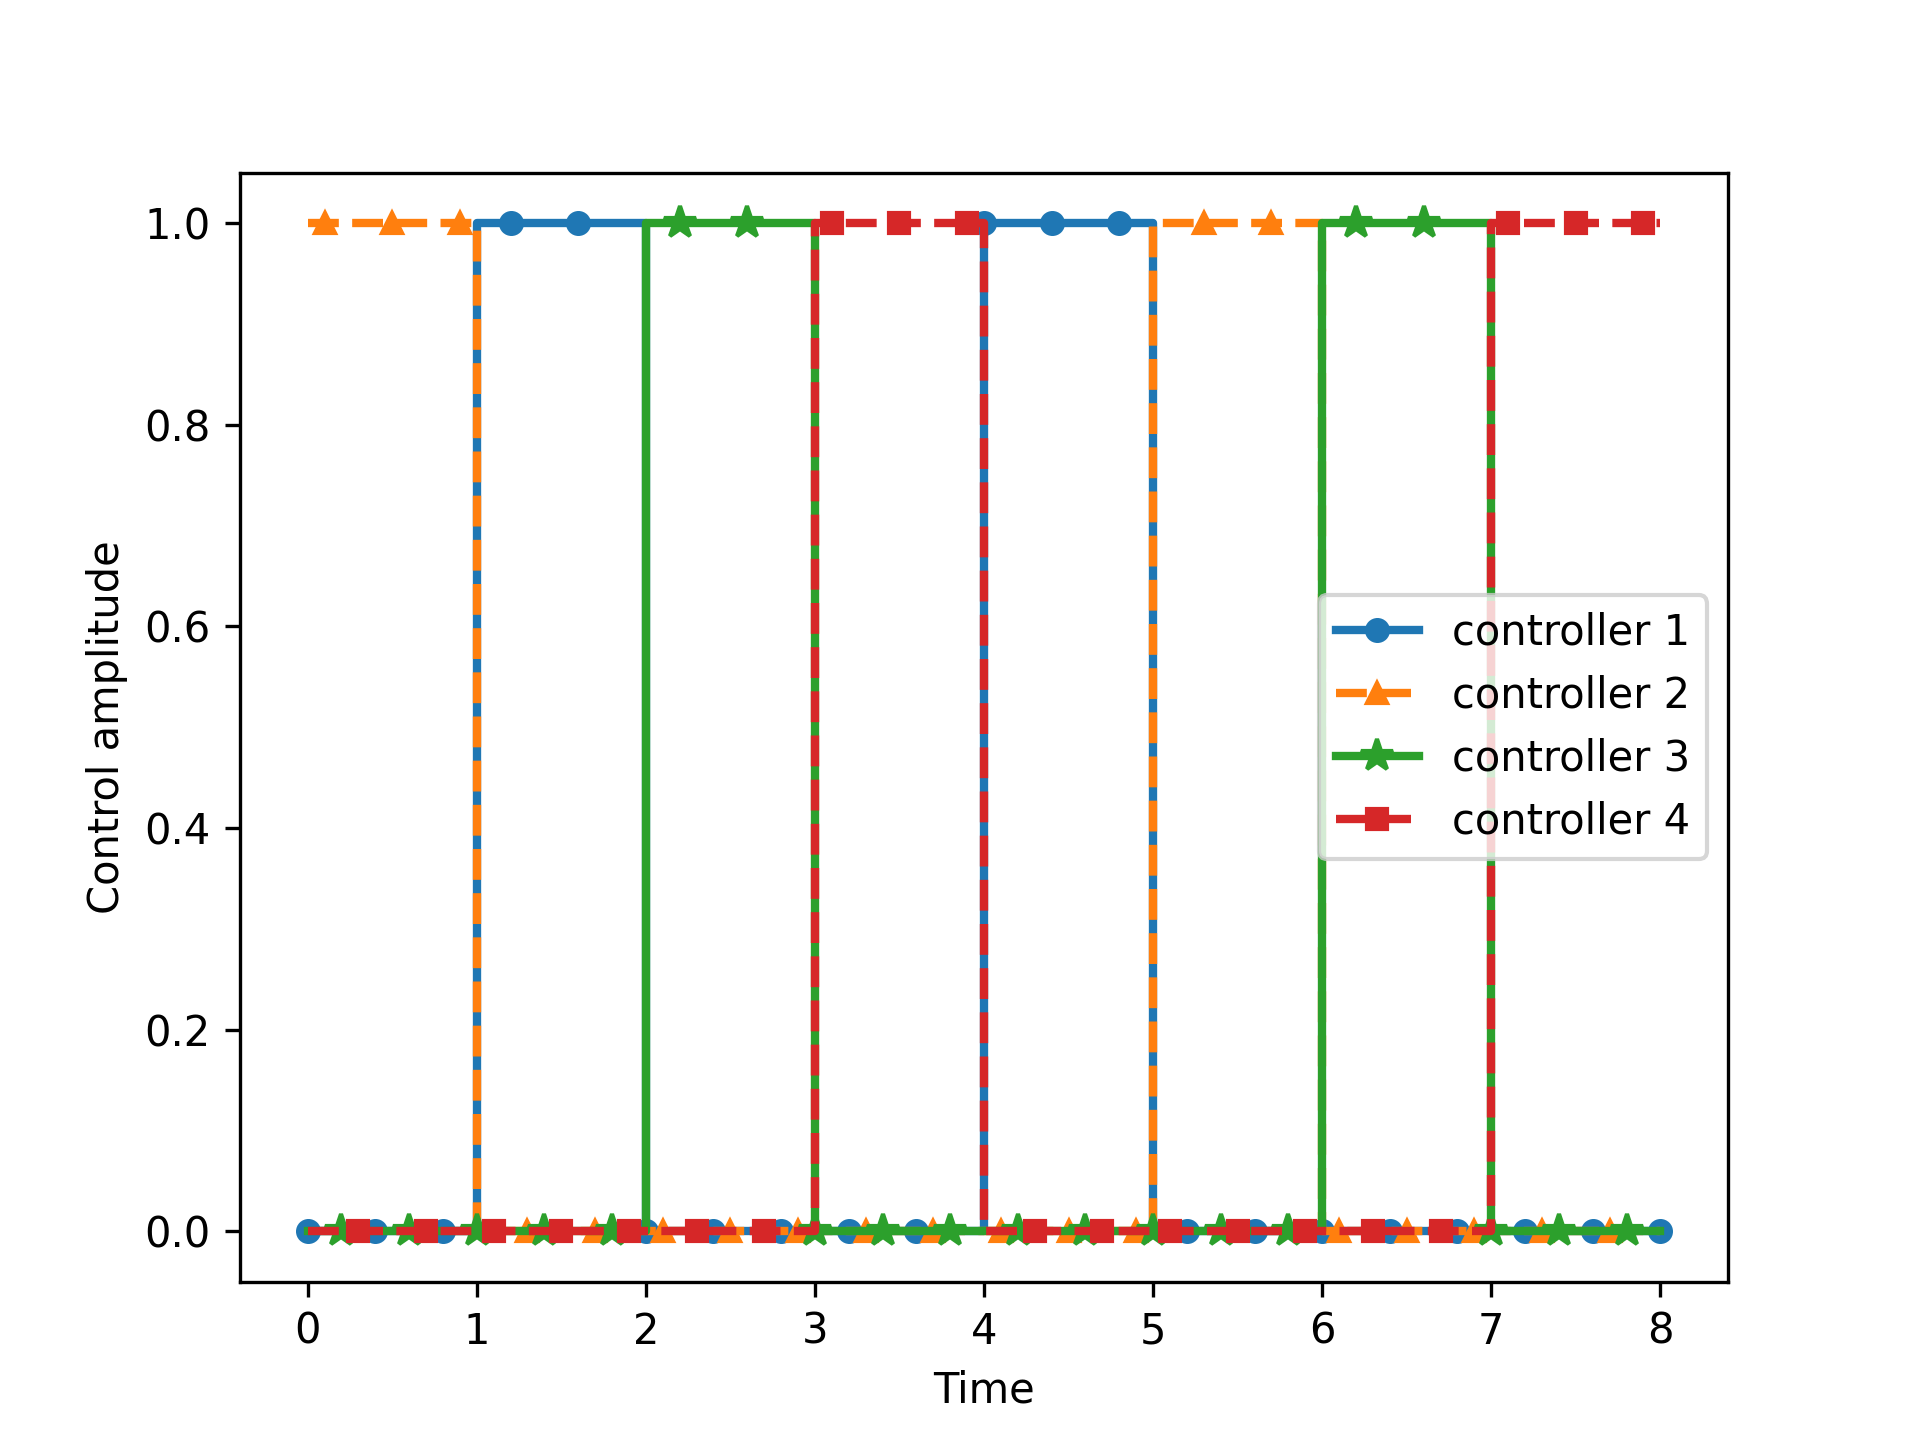 1.0
0.8
0.6
0.4
0.2
0.0
Control amplitude
controller 1
controller 2
controller 3
controller 4
0 1 2 3 4 5 6 7 8
Time